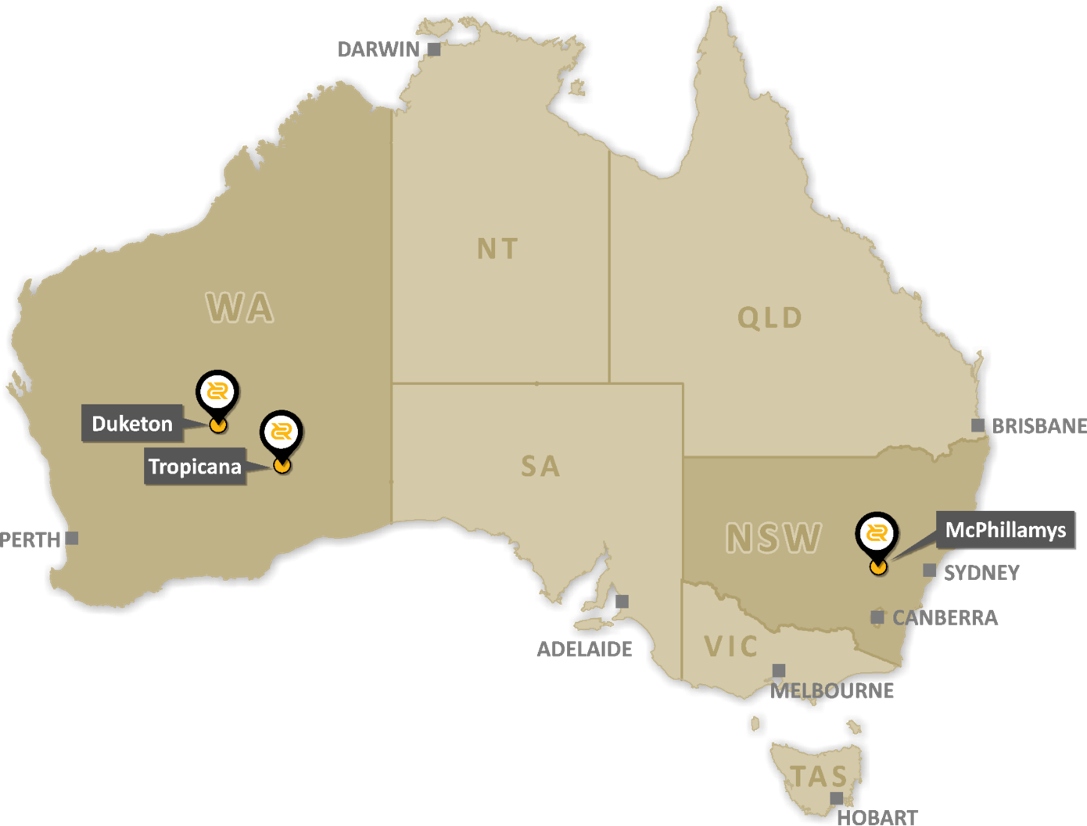 DARWIN
NT
WA
QLD
Duketon
BRISBANE
Tropicana
SA
McPhillamys
NSW
PERTH
SYDNEY
CANBERRA
ADELAIDE
VIC
MELBOURNE
TAS
HOBART